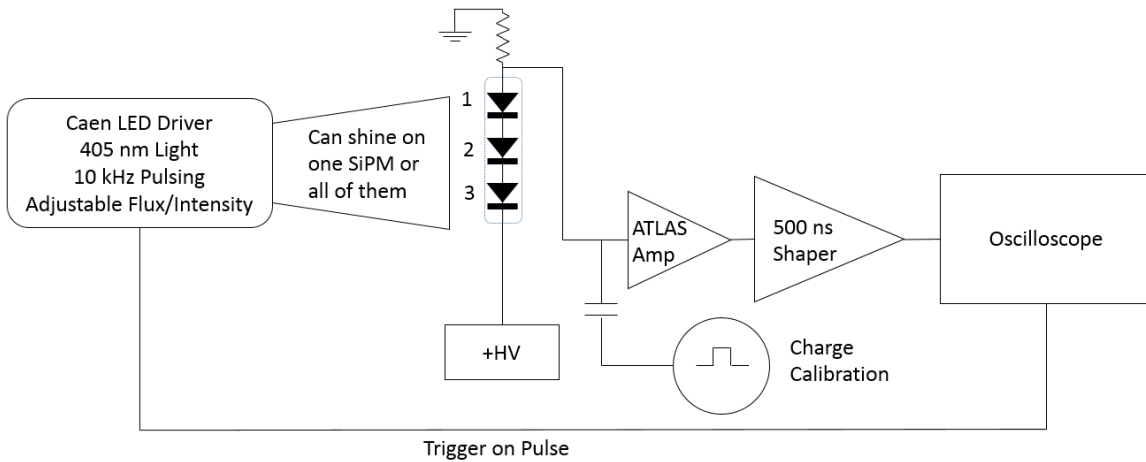 Caen LED Driver
405 nm Light
10 kHz Pulsing
Adjustable Flux/Intensity
Can shine on
one SiPM or
all of them
1
2
3
+HV
ATLAS
Amp
500 ns
Shaper
Oscilloscope
Charge
Calibration
Trigger on Pulse